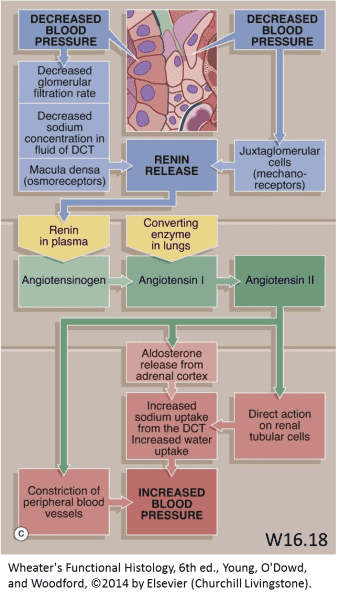 DECREASED
BLOOD
PRESSURE
DECREASED
BLOOD
PRESSURE
Decreased
glomerular
filtration rate
Decreased
sodium
concentration in
fluid of DCT
Macula densa
(osmoreceptors)
RENIN
RELEASE
Juxtaglomerular
cells
(mechano-
receptors)
Renin
in plasma
Converting
enzyme
in lungs
Angiotensinogen
Angiotensin I
Angiotensin II
Aldosterone
release from
adrenal cortex
Increased
sodium uptake
from the DCT
Increased water
uptake
Direct action
on renal
tubular cells
Constriction of
peripheral blood
vessels
INCREASED
BLOOD
PRESSURE
C
W16.18
Wheater's Functional Histology, 6th ed., Young, O'Dowd,
and Woodford, ©2014 by Elsevier (Churchill Livingstone).